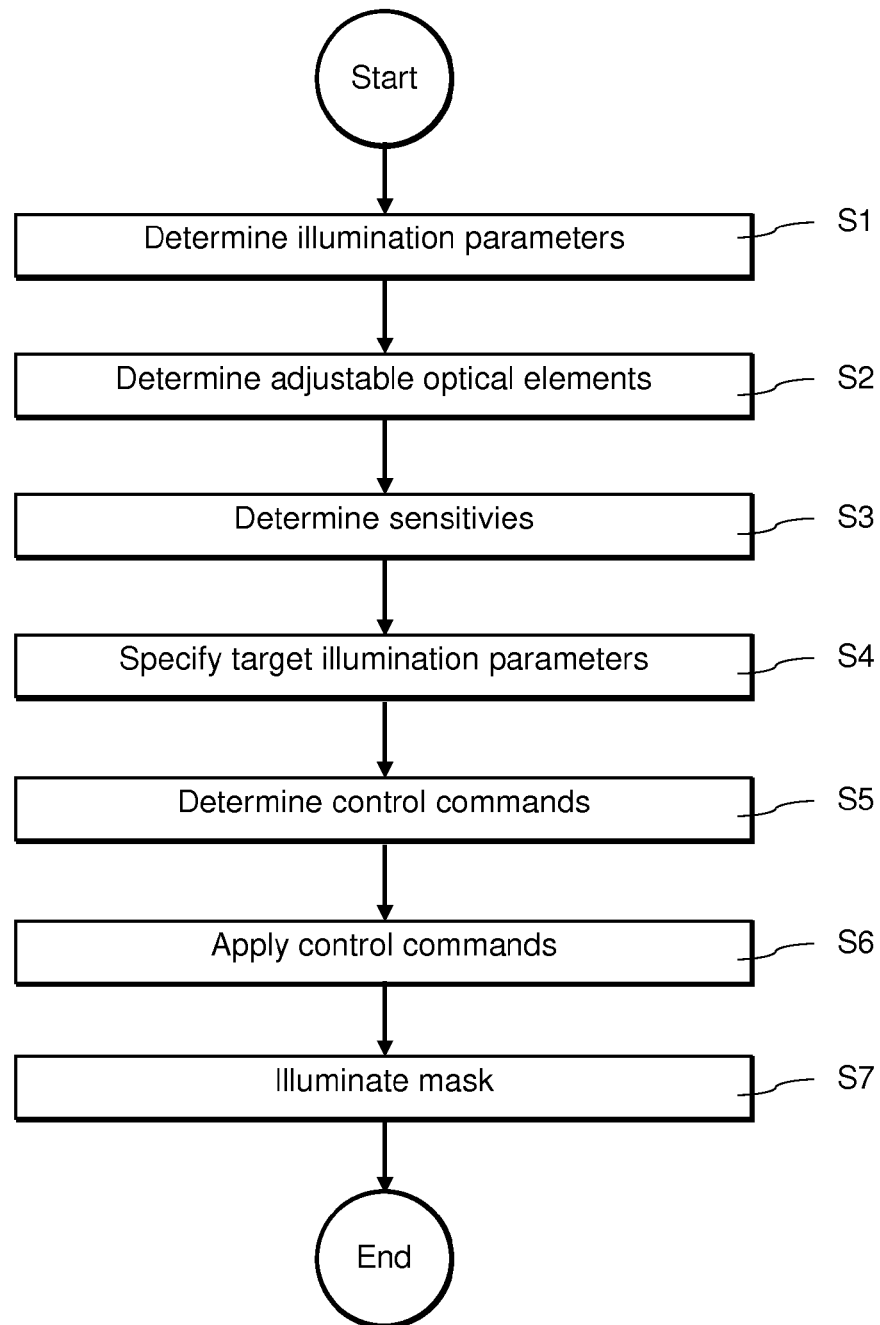 Start
Determine illumination parameters
S1
Determine adjustable optical elements
S2
Determine sensitivies
S3
Specify target illumination parameters
S4
Determine control commands
S5
Apply control commands
S6
Illuminate mask
S7
End